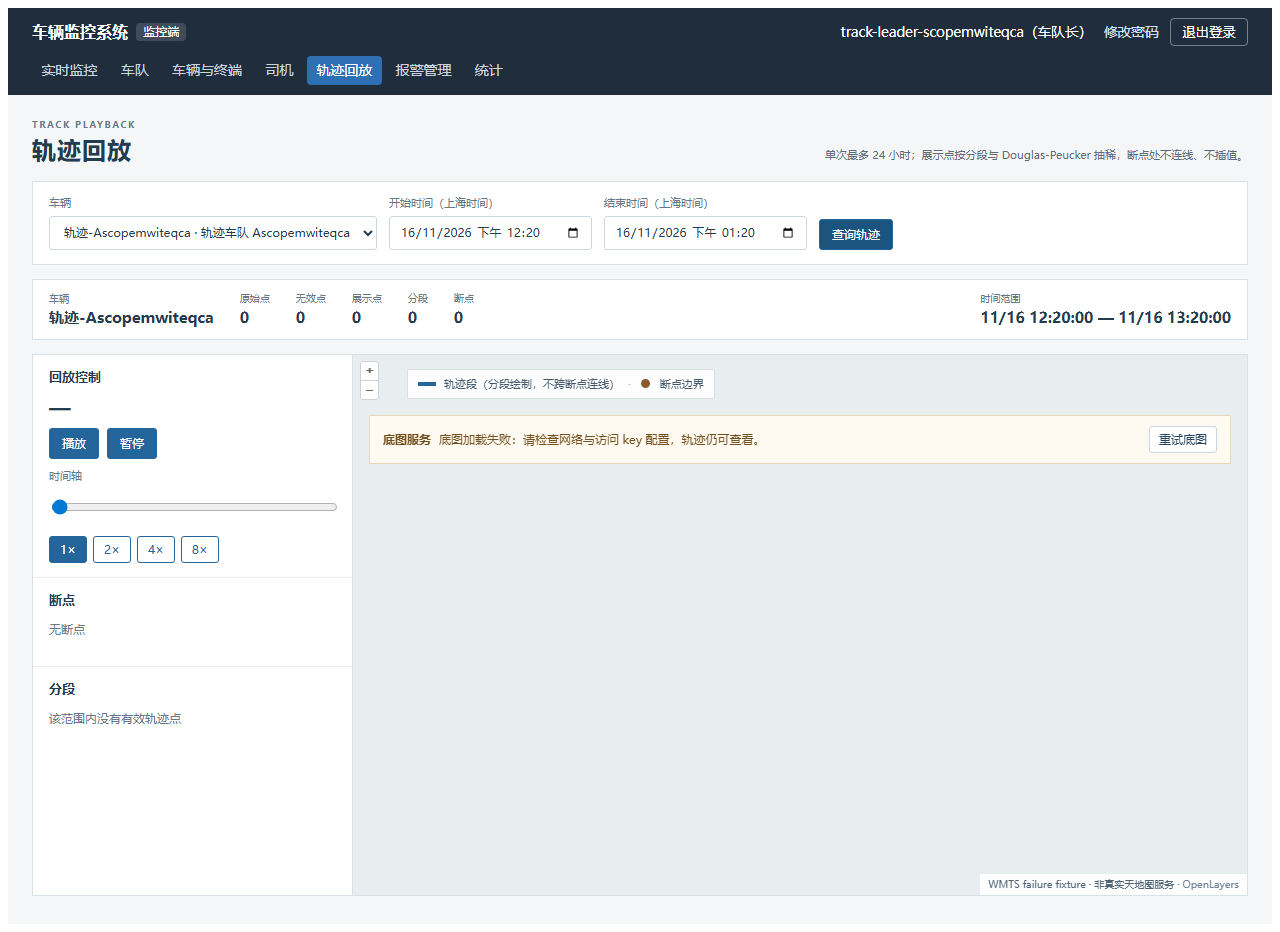 车辆监控系统 监控端
track-leader-scopemwiteqca（车队长） 修改密码 退出登录
实时监控 车队 车辆与终端 司机 轨迹回放 报警管理 统计
TRACK PLAYBACK
轨迹回放
单次最多 24 小时；展示点按分段与 Douglas-Peucker 抽稀，断点处不连线、不插值。
车辆 开始时间（上海时间） 结束时间（上海时间）
轨迹-Ascopemwiteqca · 轨迹车队 Ascopemwiteqca 16/11/2026 下午 12:20 16/11/2026 下午 01:20 查询轨迹
车辆 原始点 无效点 展示点 分段 断点 时间范围
轨迹-Ascopemwiteqca 0 0 0 0 0 11/16 12:20:00 — 11/16 13:20:00
回放控制
—
播放 暂停
时间轴
1× 2× 4× 8×
断点
无断点
分段
该范围内没有有效轨迹点
+
−
轨迹段（分段绘制，不跨断点连线） · 断点边界
底图服务 底图加载失败：请检查网络与访问 key 配置，轨迹仍可查看。 重试底图
WMTS failure fixture · 非真实天地图服务 · OpenLayers